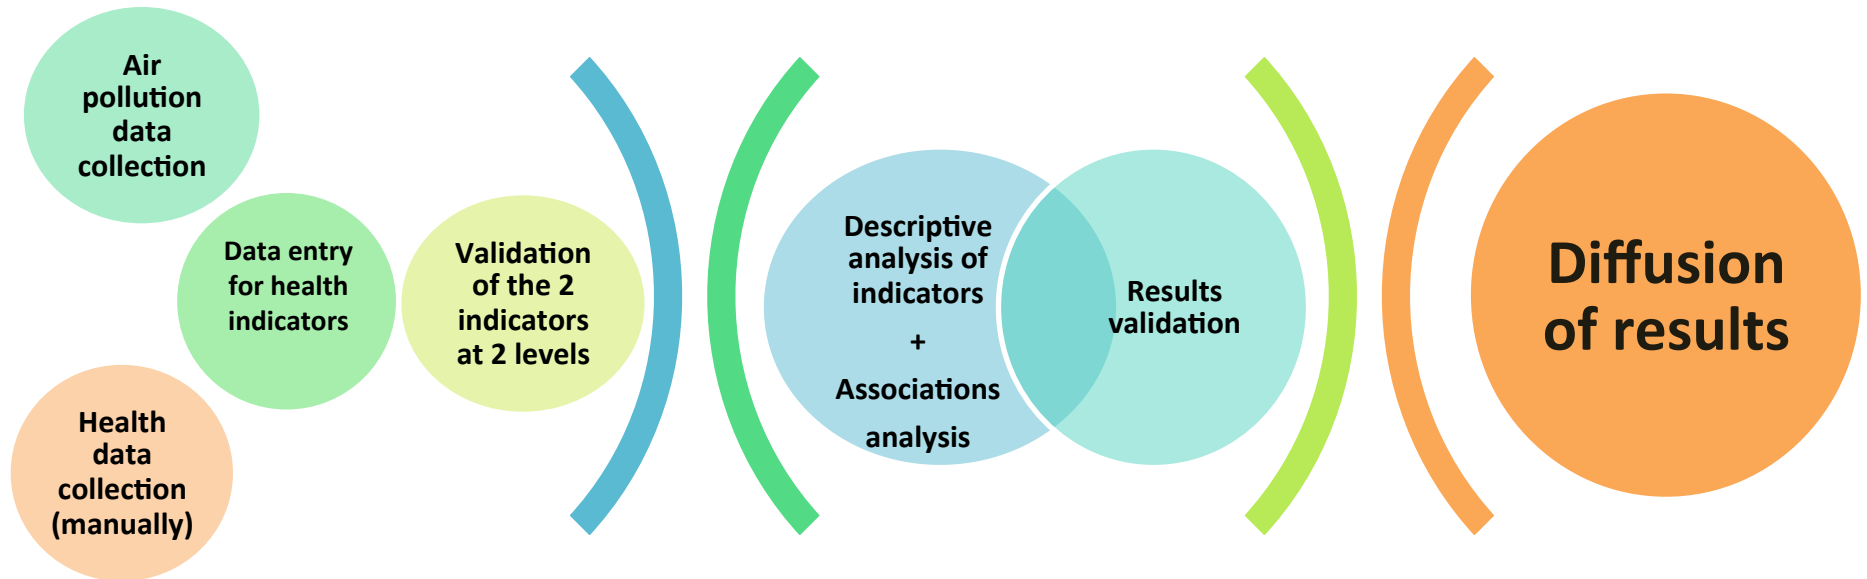 Air
pollution
data
collection
Data entry
for health
indicators
Health
data
collection
(manually)
Validation
of the 2
indicators
at 2 levels
Descriptive
analysis of
indicators
+
Associations
analysis
Results
validation
Diffusion
of results